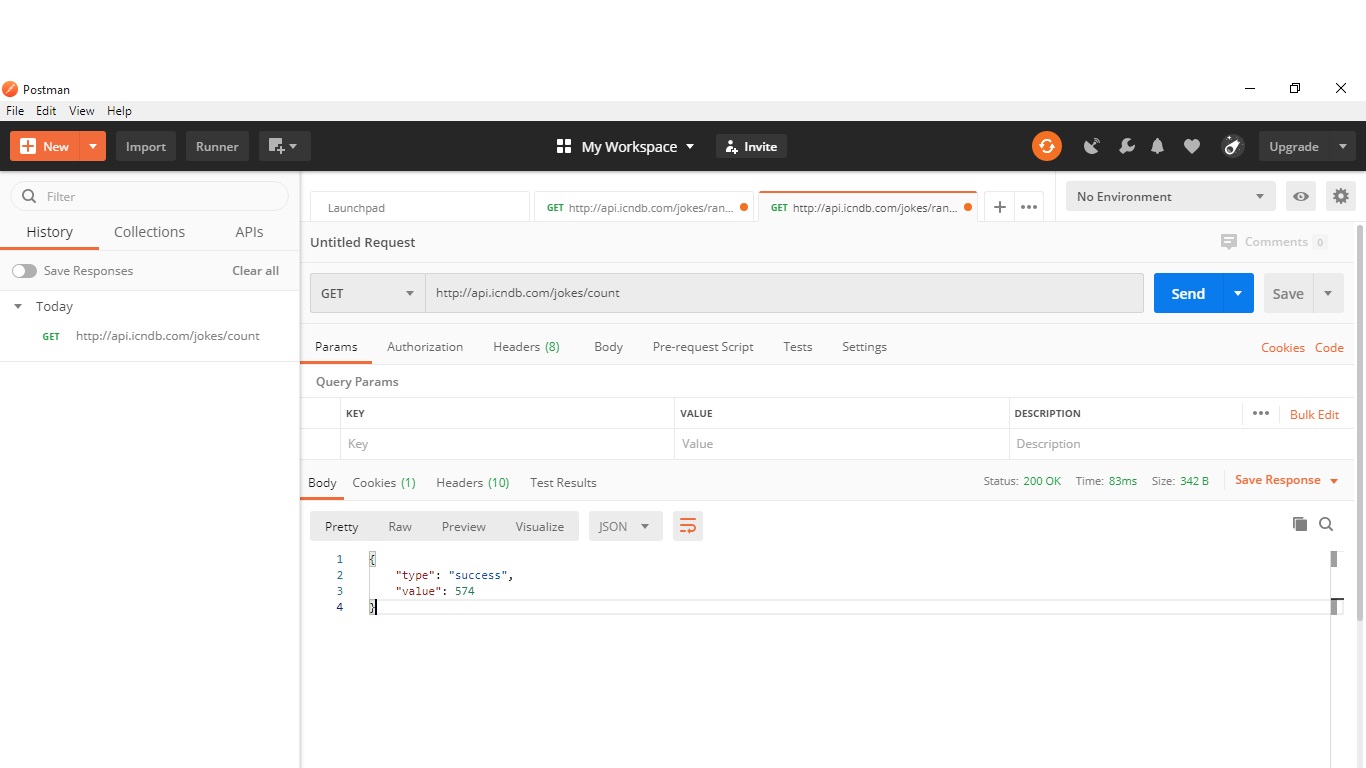 Postman
File Edit View Help
New Import Runner My Workspace Invite Upgrade
Filter
History Collections APIs
Save Responses Clear all
Today
GET http://api.icndb.com/jokes/count
Launchpad GET http://api.icndb.com/jokes/ran... GET http://api.icndb.com/jokes/ran... No Environment
Untitled Request Comments 0
GET http://api.icndb.com/jokes/count Send Save
Params Authorization Headers (8) Body Pre-request Script Tests Settings Cookies Code
Query Params
KEY VALUE DESCRIPTION Bulk Edit
Key Value Description
Body Cookies (1) Headers (10) Test Results Status: 200 OK Time: 83ms Size: 342 B Save Response
Pretty Raw Preview Visualize JSON
1 {
2 "type": "success",
3 "value": 574
4 }